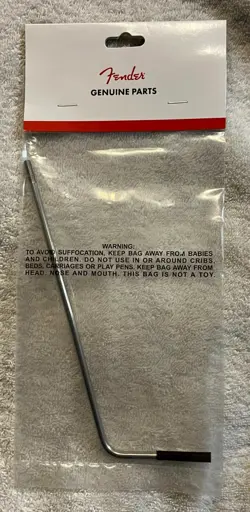 Fender
GENUINE PARTS
WARNING:
TO AVOID SUFFOCATION, KEEP BAG AWAY FROM BABIES
AND CHILDREN. DO NOT USE IN OR AROUND CRIBS,
BEDS, CARRIAGES OR PLAY PENS. KEEP BAG AWAY FROM
HEAD, NOSE AND MOUTH. THIS BAG IS NOT A TOY.